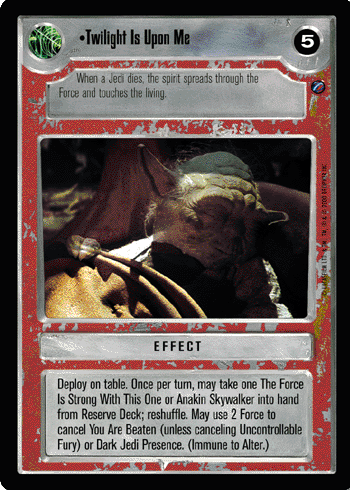 •Twilight Is Upon Me
5
When a Jedi dies, the spirit spreads through the
Force and touches the living.
EFFECT
Deploy on table. Once per turn, may take one The Force
Is Strong With This One or Anakin Skywalker into hand
from Reserve Deck; reshuffle. May use 2 Force to
cancel You Are Beaten (unless canceling Uncontrollable
Fury) or Dark Jedi Presence. (Immune to Alter.)